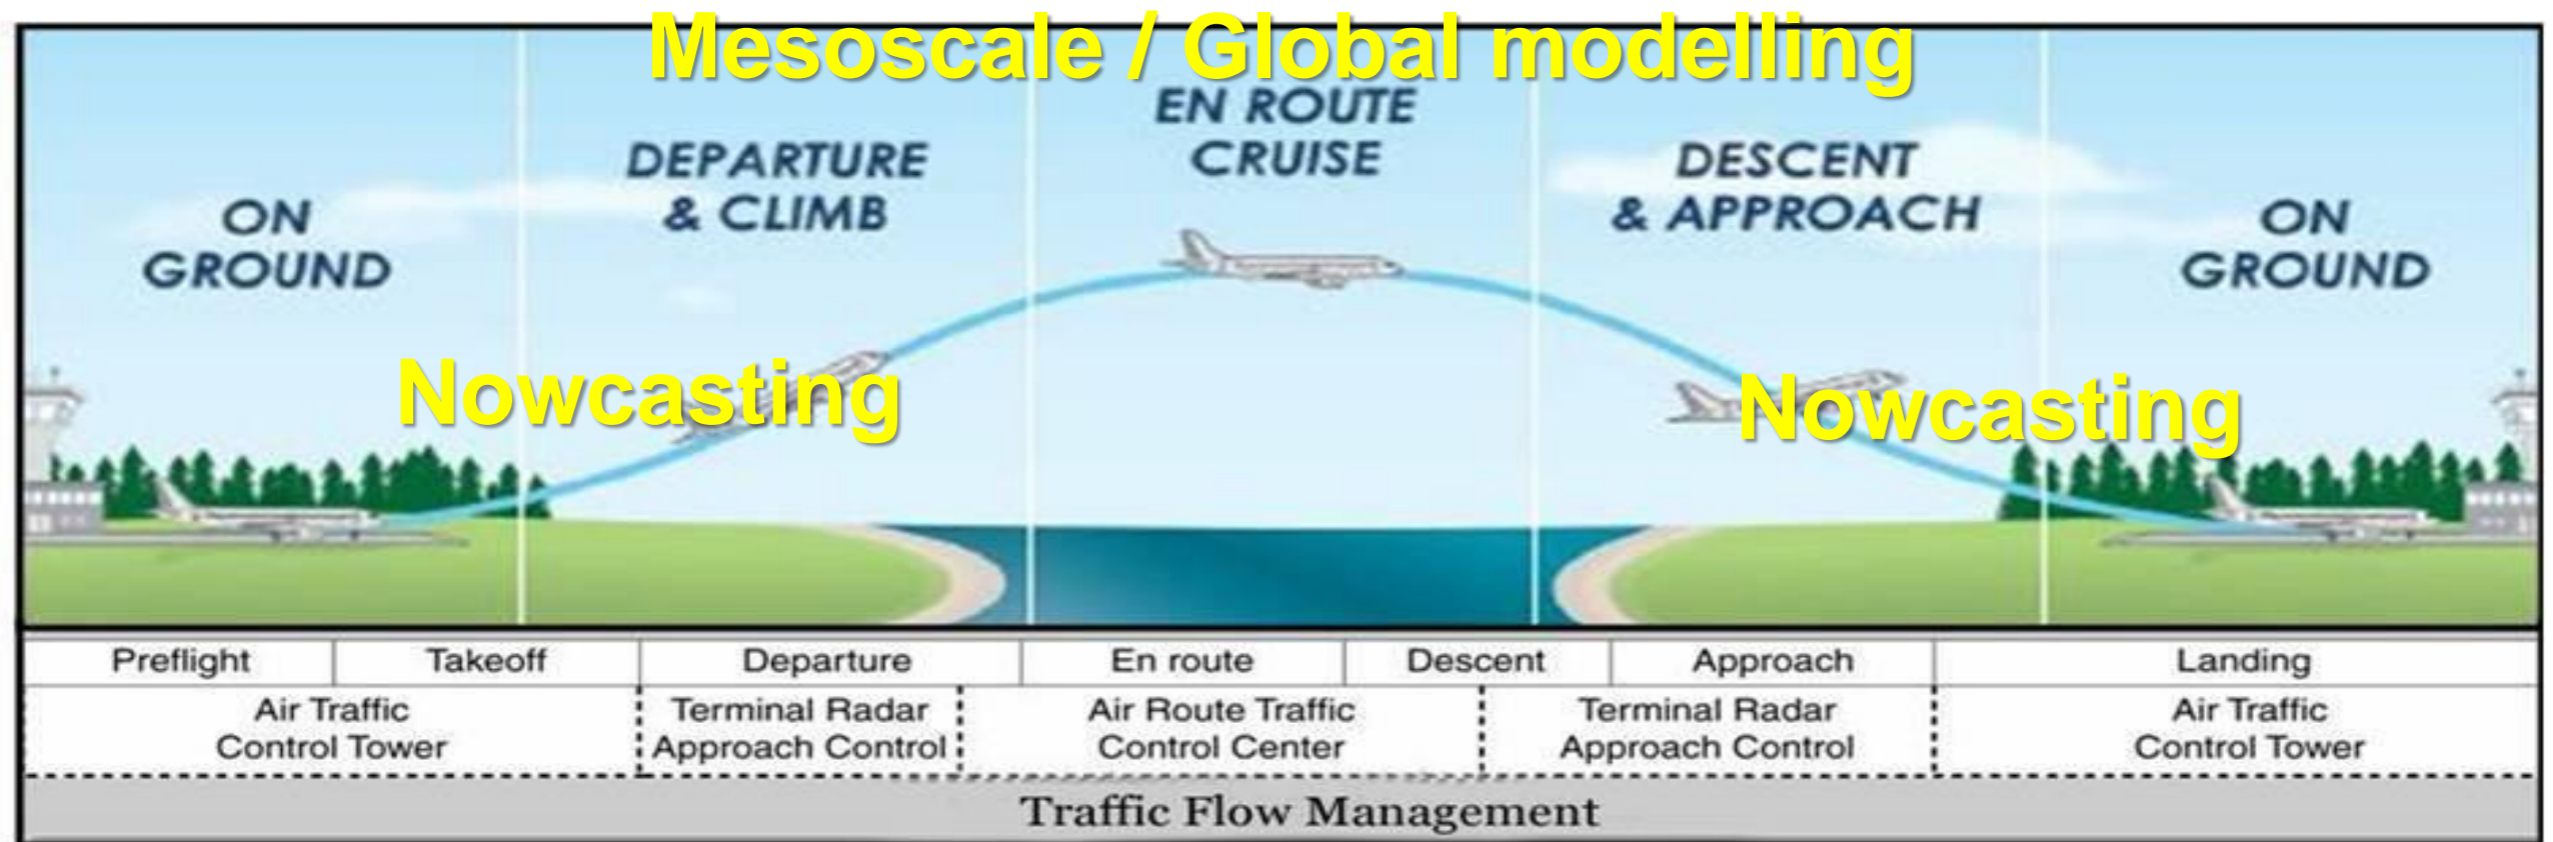 Mesoscale / Global modelling
EN ROUTE
CRUISE
DEPARTURE
& CLIMB
DESCENT
& APPROACH
ON
GROUND
ON
GROUND
Nowcasting
Nowcasting
Preflight
Takeoff
Departure
En route
Descent
Approach
Landing
Air Traffic
Control Tower
Terminal Radar
Approach Control
Air Route Traffic
Control Center
Terminal Radar
Approach Control
Air Traffic
Control Tower
Traffic Flow Management